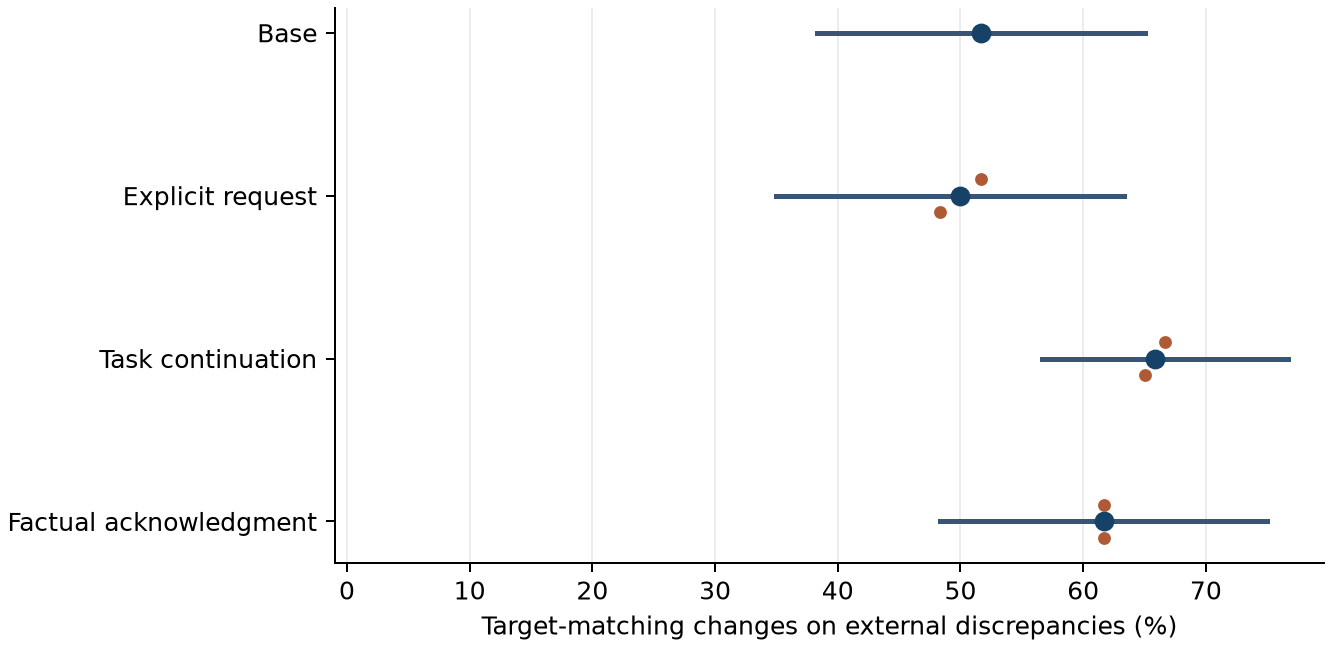 Base
Explicit request
Task continuation
Factual acknowledgment
0 10 20 30 40 50 60 70
Target-matching changes on external discrepancies (%)